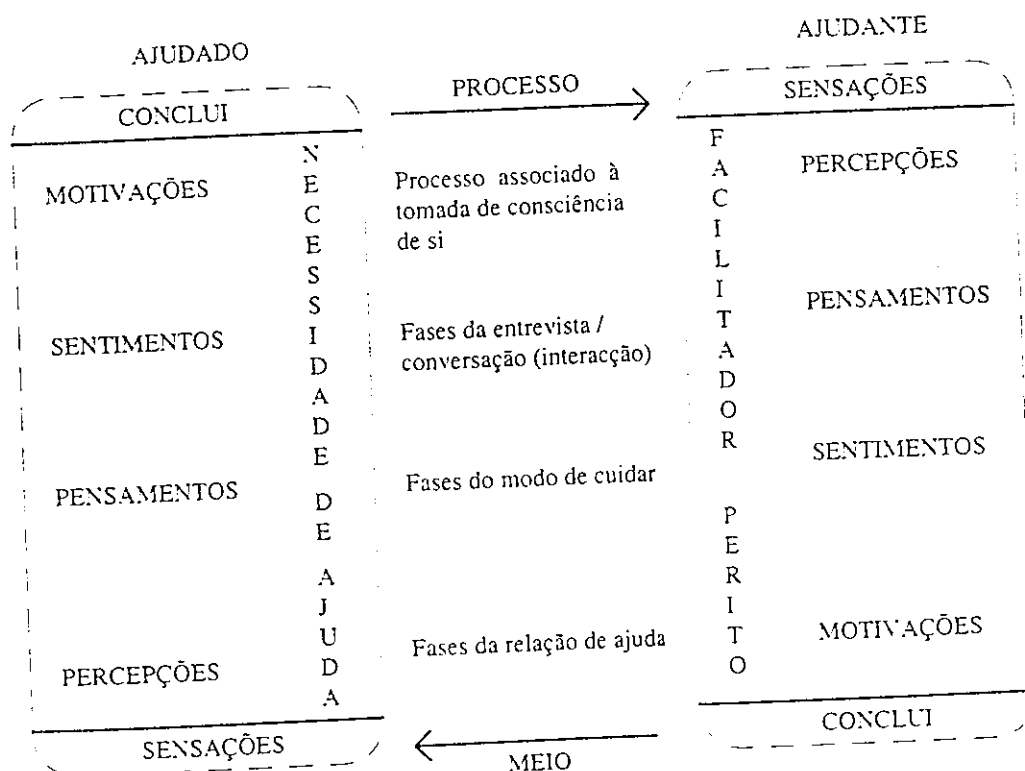 AJUDADO
AJUDANTE
CONCLUI
PROCESSO
SENSAÇÕES
MOTIVAÇÕES
SENTIMENTOS
PENSAMENTOS
PERCEPÇÕES
NECESSIDADE DE AJUDA
SENSAÇÕES
Processo associado à
tomada de consciência
de si
Fases da entrevista /
conversação (interacção)
Fases do modo de cuidar
Fases da relação de ajuda
FACILITADOR PERITO
PERCEPÇÕES
PENSAMENTOS
SENTIMENTOS
MOTIVAÇÕES
CONCLUI
MEIO